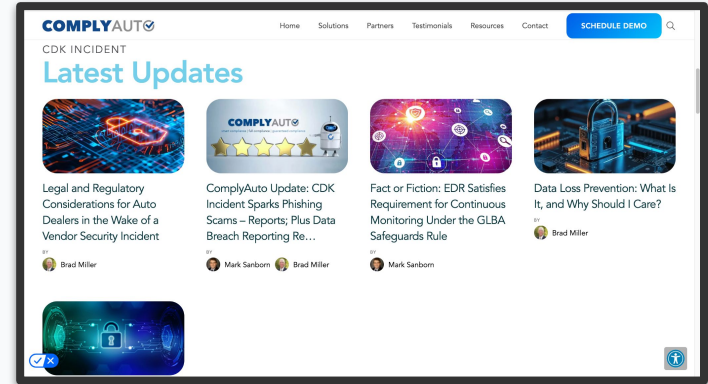 COMPLYAUTO
Home Solutions Partners Testimonials Resources Contact SCHEDULE DEMO
CDK INCIDENT
Latest Updates
COMPLYAUTO
Legal and Regulatory
Considerations for Auto
Dealers in the Wake of a
Vendor Security Incident
BY
Brad Miller
ComplyAuto Update: CDK
Incident Sparks Phishing
Scams – Reports; Plus Data
Breach Reporting Re…
BY
Mark Sanborn Brad Miller
Fact or Fiction: EDR Satisfies
Requirement for Continuous
Monitoring Under the GLBA
Safeguards Rule
BY
Mark Sanborn
Data Loss Prevention: What Is
It, and Why Should I Care?
BY
Brad Miller